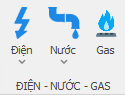 Điện Nước Gas
ĐIỆN - NƯỚC - GAS